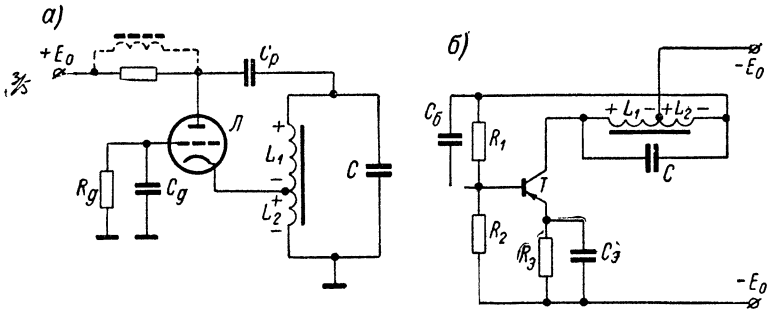 а)
+ E₀
Cр
Л
+
L₁
−
+
L₂
−
C
Rg
Cg
б)
− E₀
Cб
R₁
+ L₁ − + L₂ −
C
T
R₂
Rэ
Cэ
− E₀